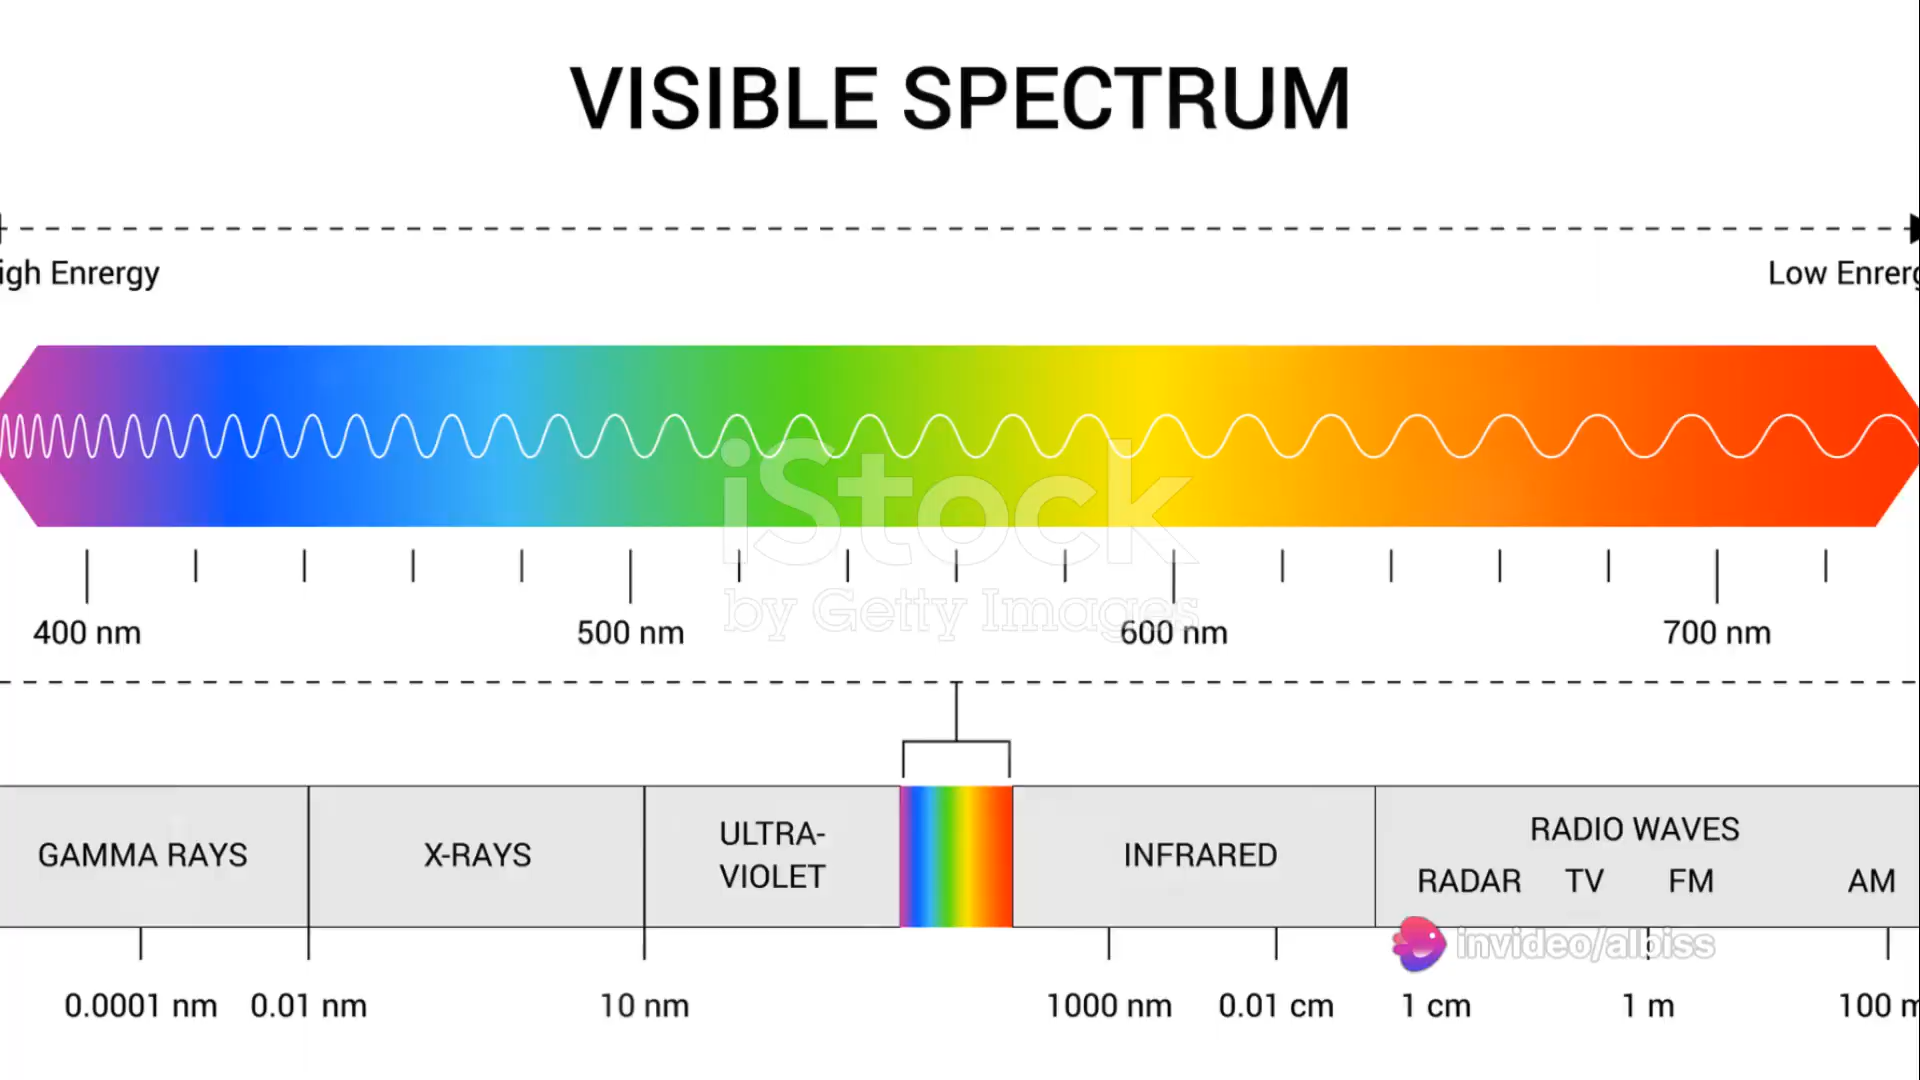 VISIBLE SPECTRUM
igh Enrergy
Low Enrerg
iStock
by Getty Images
400 nm
500 nm
600 nm
700 nm
GAMMA RAYS
X-RAYS
ULTRA-
VIOLET
INFRARED
RADIO WAVES
RADAR TV FM AM
invideo/albiss
0.0001 nm
0.01 nm
10 nm
1000 nm
0.01 cm
1 cm
1 m
100 m